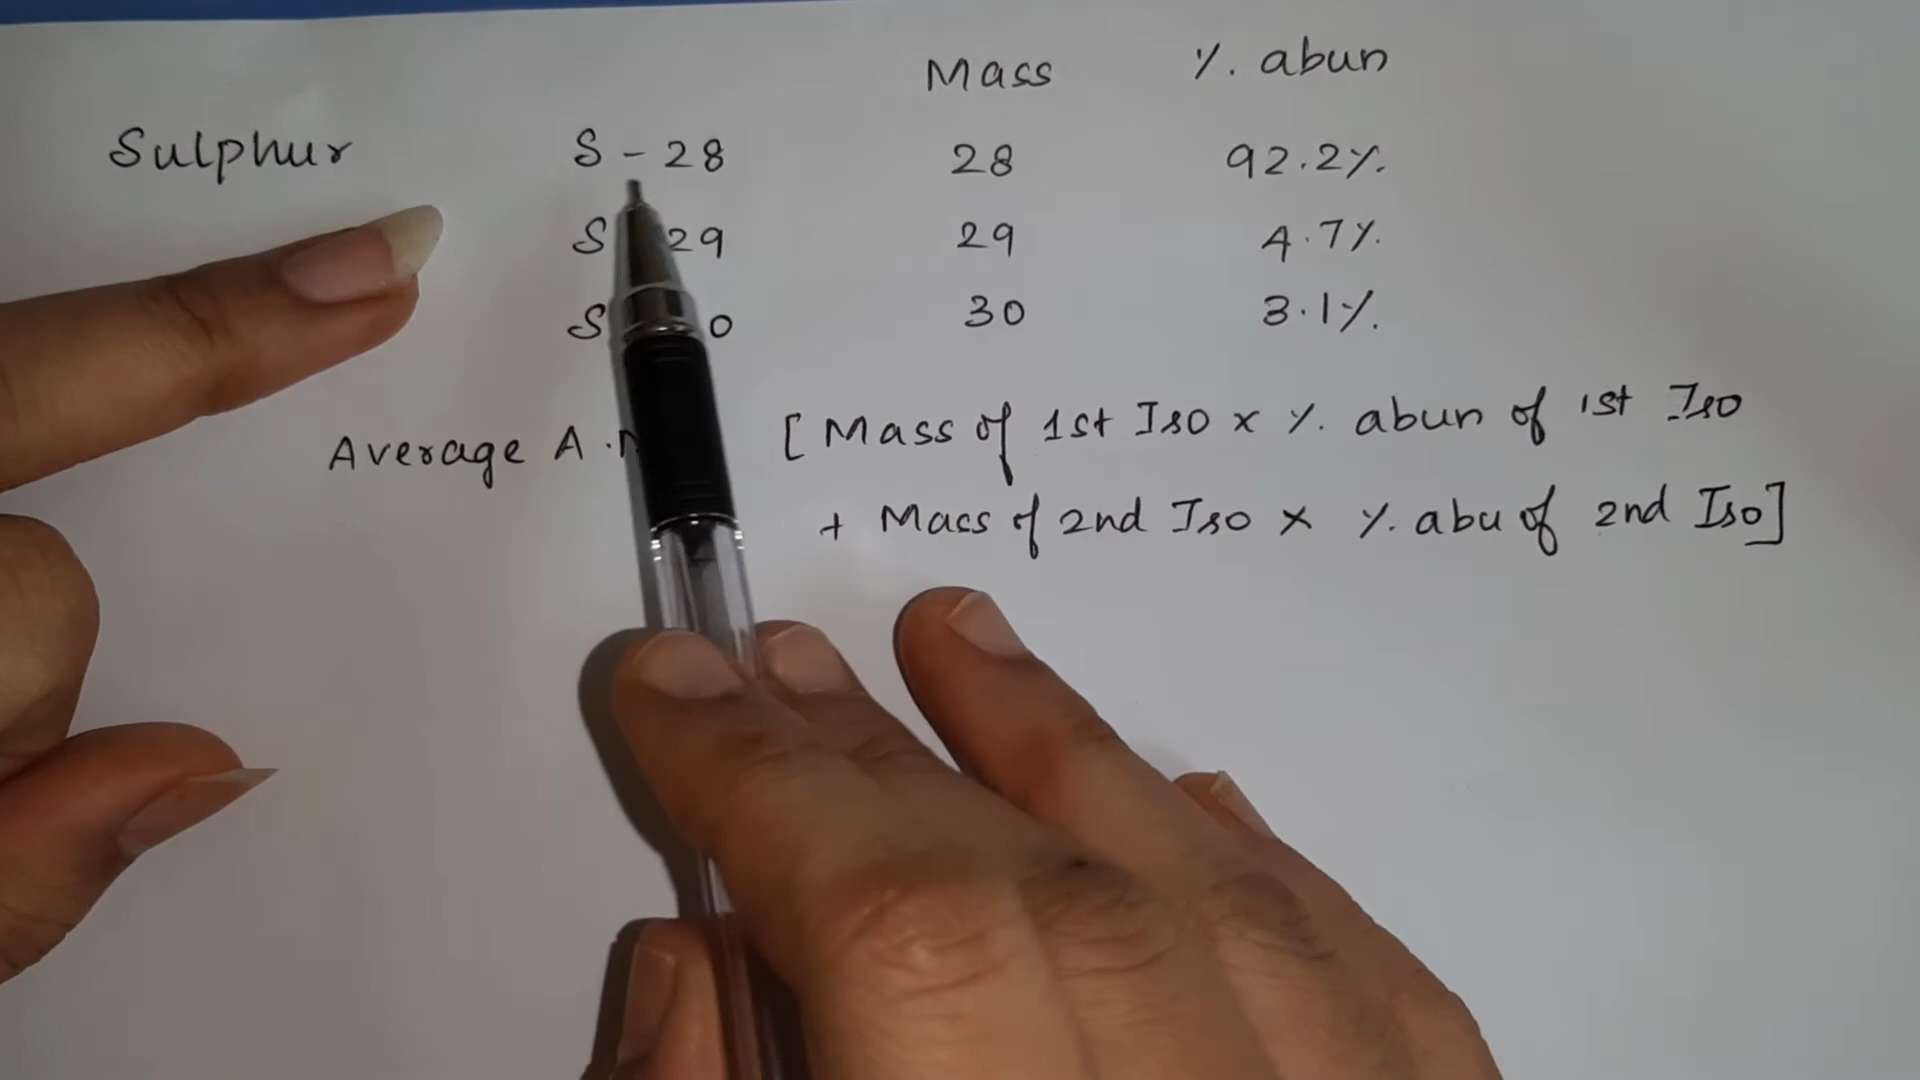 Mass %. abun
Sulphur S-28 28 92.2%.
S 29 29 4.7%.
S 0 30 3.1%.
Average A. [Mass of 1st Iso x %. abun of 1st Iso
+ Mass of 2nd Iso x %. abu of 2nd Iso]